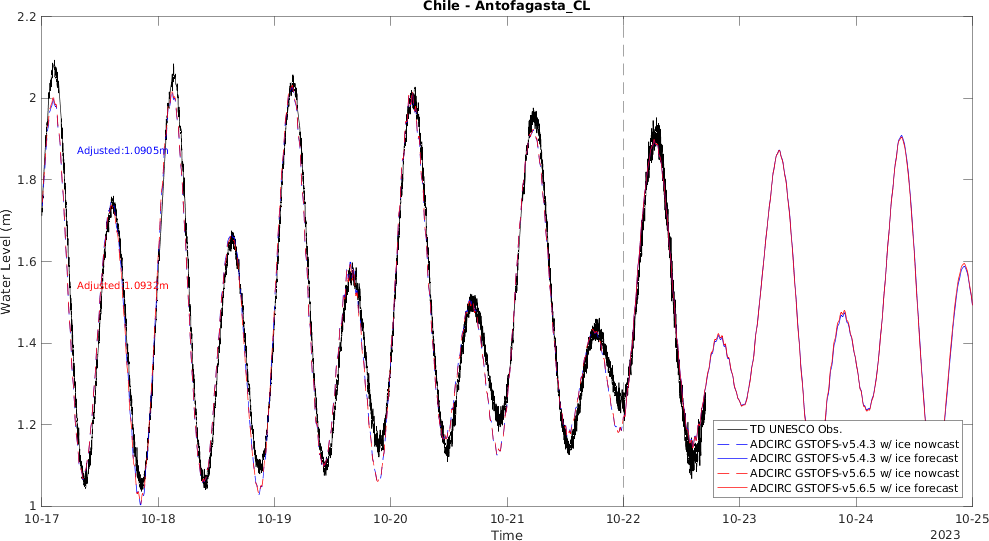 Chile - Antofagasta_CL
2.2
2
1.8
1.6
1.4
1.2
1
Water Level (m)
Adjusted:1.0905m
Adjusted:1.0932m
TD UNESCO Obs.
ADCIRC GSTOFS-v5.4.3 w/ ice nowcast
ADCIRC GSTOFS-v5.4.3 w/ ice forecast
ADCIRC GSTOFS-v5.6.5 w/ ice nowcast
ADCIRC GSTOFS-v5.6.5 w/ ice forecast
10-17 10-18 10-19 10-20 10-21 10-22 10-23 10-24 10-25
Time
2023